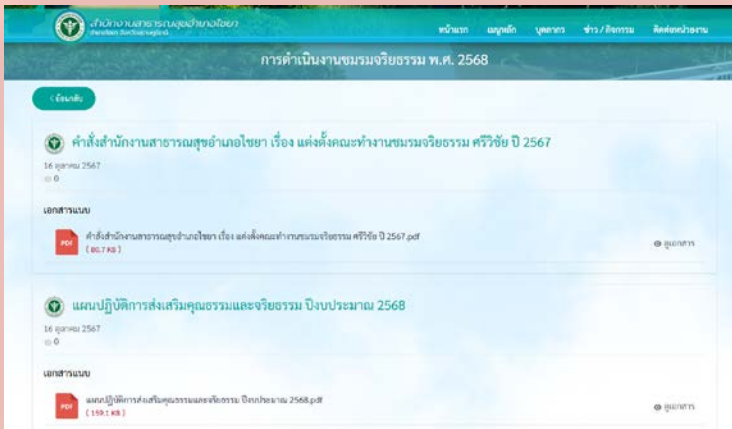 สำนักงานสาธารณสุขอำเภอไชยา
หน้าแรก เมนูหลัก บุคลากร ข่าว / กิจกรรม ติดต่อหน่วยงาน
การดำเนินงานชมรมจริยธรรม พ.ศ. 2568
< ย้อนกลับ
คำสั่งสำนักงานสาธารณสุขอำเภอไชยา เรื่อง แต่งตั้งคณะทำงานชมรมจริยธรรม ศรีวิชัย ปี 2567
16 ตุลาคม 2567
0
เอกสารแนบ
PDF
คำสั่งสำนักงานสาธารณสุขอำเภอไชยา เรื่อง แต่งตั้งคณะทำงานชมรมจริยธรรม ศรีวิชัย ปี 2567.pdf
( 80.7 KB )
ดูเอกสาร
แผนปฏิบัติการส่งเสริมคุณธรรมและจริยธรรม ปีงบประมาณ 2568
16 ตุลาคม 2567
0
เอกสารแนบ
PDF
แผนปฏิบัติการส่งเสริมคุณธรรมและจริยธรรม ปีงบประมาณ 2568.pdf
( 159.1 KB )
ดูเอกสาร